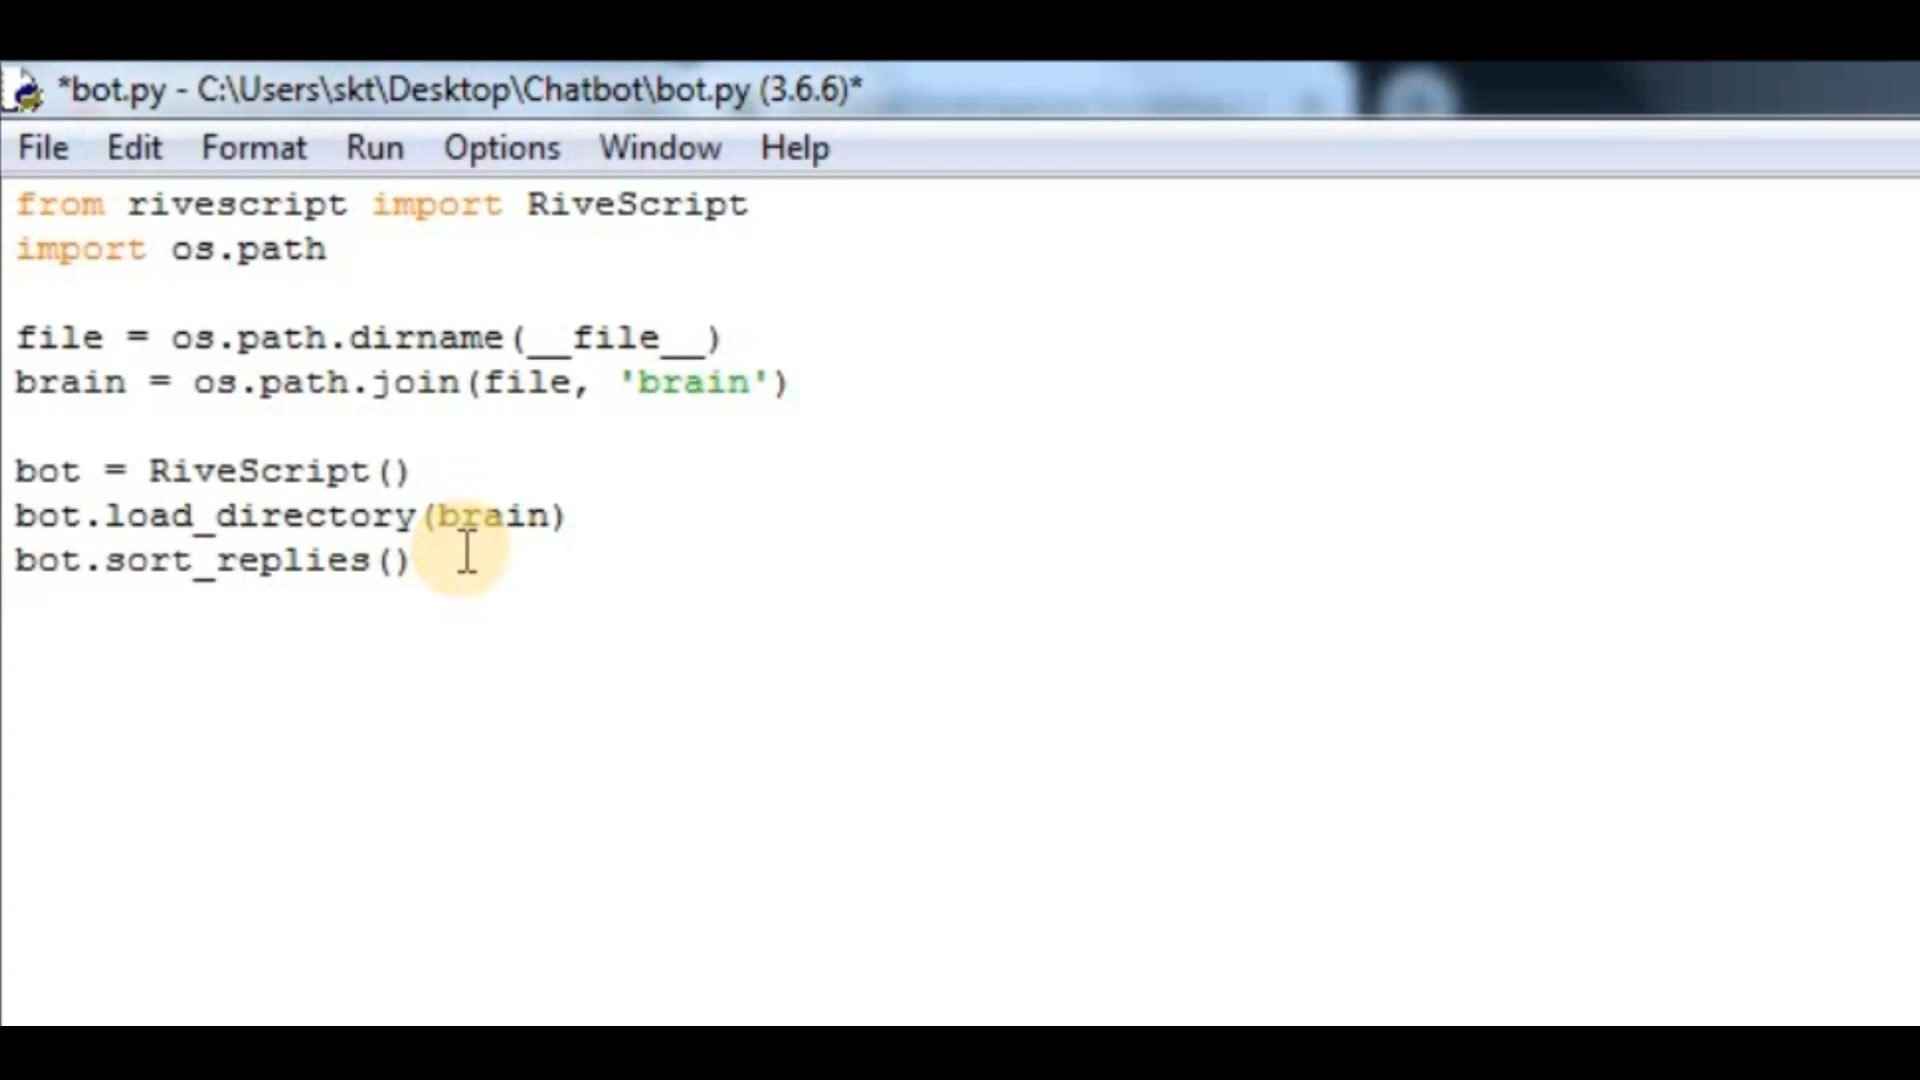 *bot.py - C:\Users\skt\Desktop\Chatbot\bot.py (3.6.6)*
File Edit Format Run Options Window Help
from rivescript import RiveScript
import os.path
file = os.path.dirname(__file__)
brain = os.path.join(file, 'brain')
bot = RiveScript()
bot.load_directory(brain)
bot.sort_replies()